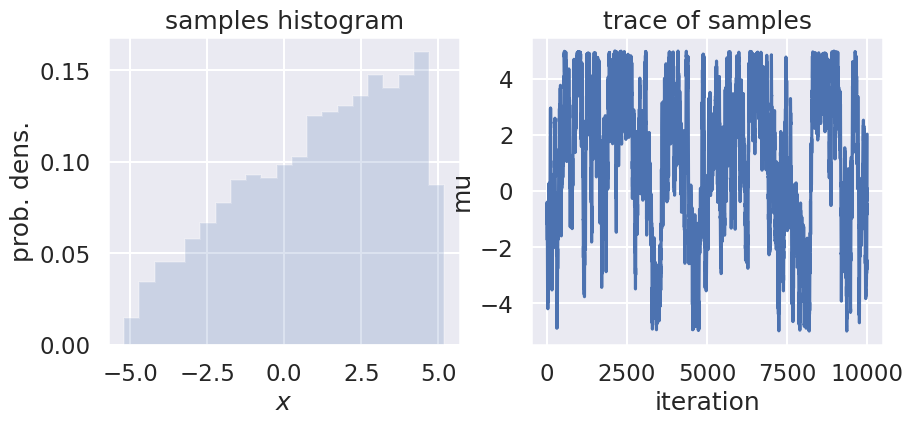 samples histogram
prob. dens.
0.15
0.10
0.05
0.00
−5.0 −2.5 0.0 2.5 5.0
x
trace of samples
mu
4
2
0
−2
−4
0 2500 5000 7500 10000
iteration